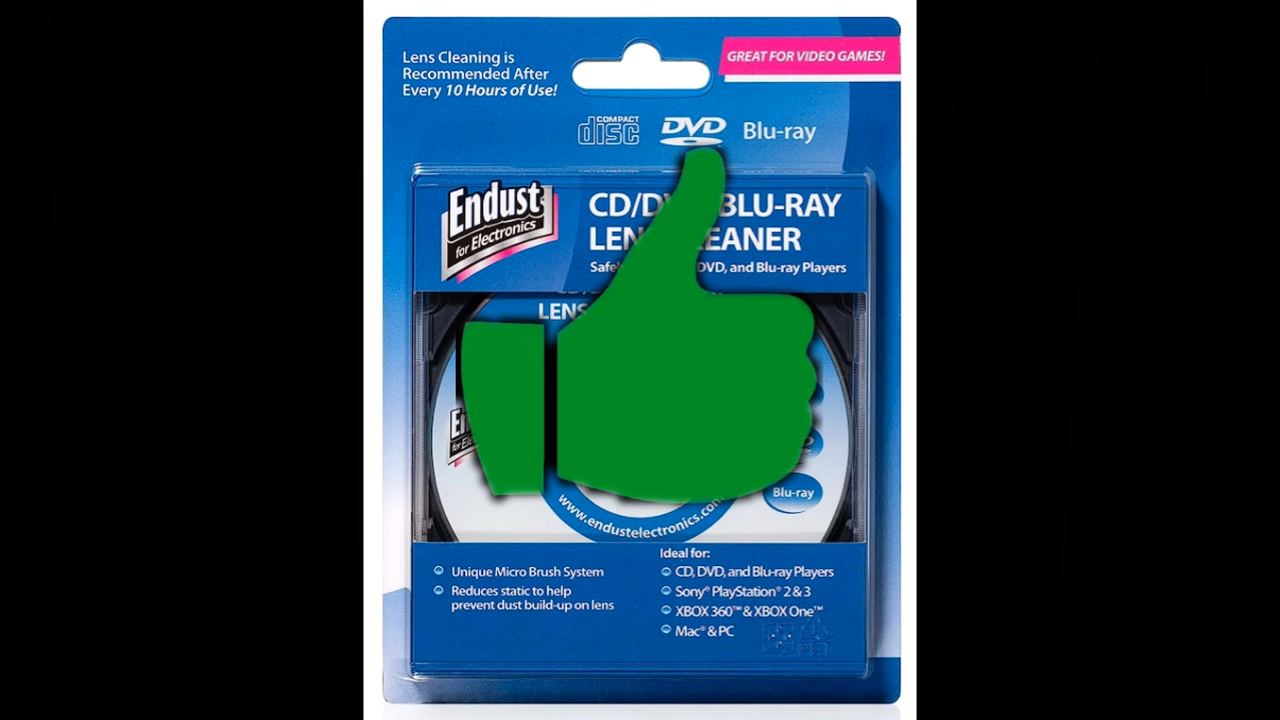 Lens Cleaning is
Recommended After
Every 10 Hours of Use!
GREAT FOR VIDEO GAMES!
COMPACT
disc
DVD
Blu-ray
Endust
for Electronics
CD/D BLU-RAY
LEN EANER
DVD, and Blu-ray Players
LENS
Blu-ray
www.endustelectronics.com
Unique Micro Brush System
Reduces static to help
prevent dust build-up on lens
Ideal for:
CD, DVD, and Blu-ray Players
Sony® PlayStation® 2 & 3
XBOX 360™ & XBOX One™
Mac® & PC